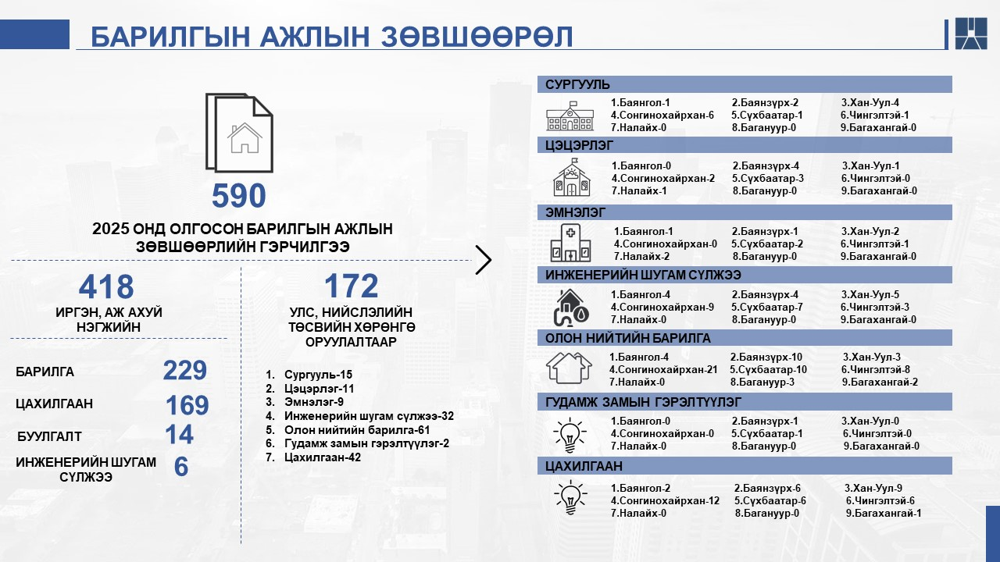 БАРИЛГЫН АЖЛЫН ЗӨВШӨӨРӨЛ
590
2025 ОНД ОЛГОСОН БАРИЛГЫН АЖЛЫН
ЗӨВШӨӨРЛИЙН ГЭРЧИЛГЭЭ
418
ИРГЭН, АЖ АХУЙ
НЭГЖИЙН
БАРИЛГА 229
ЦАХИЛГААН 169
БУУЛГАЛТ 14
ИНЖЕНЕРИЙН ШУГАМ
СҮЛЖЭЭ 6
172
УЛС, НИЙСЛЭЛИЙН
ТӨСВИЙН ХӨРӨНГӨ
ОРУУЛАЛТААР
1. Сургууль-15
2. Цэцэрлэг-11
3. Эмнэлэг-9
4. Инженерийн шугам сүлжээ-32
5. Олон нийтийн барилга-61
6. Гудамж замын гэрэлтүүлэг-2
7. Цахилгаан-42
СУРГУУЛЬ
1.Баянгол-1 2.Баянзүрх-2 3.Хан-Уул-4
4.Сонгинохайрхан-6 5.Сүхбаатар-1 6.Чингэлтэй-1
7.Налайх-0 8.Багануур-0 9.Багахангай-0
ЦЭЦЭРЛЭГ
1.Баянгол-0 2.Баянзүрх-4 3.Хан-Уул-1
4.Сонгинохайрхан-2 5.Сүхбаатар-3 6.Чингэлтэй-0
7.Налайх-1 8.Багануур-0 9.Багахангай-0
ЭМНЭЛЭГ
1.Баянгол-1 2.Баянзүрх-1 3.Хан-Уул-2
4.Сонгинохайрхан-0 5.Сүхбаатар-2 6.Чингэлтэй-1
7.Налайх-2 8.Багануур-0 9.Багахангай-0
ИНЖЕНЕРИЙН ШУГАМ СҮЛЖЭЭ
1.Баянгол-4 2.Баянзүрх-4 3.Хан-Уул-5
4.Сонгинохайрхан-9 5.Сүхбаатар-7 6.Чингэлтэй-3
7.Налайх-0 8.Багануур-0 9.Багахангай-0
ОЛОН НИЙТИЙН БАРИЛГА
1.Баянгол-4 2.Баянзүрх-10 3.Хан-Уул-3
4.Сонгинохайрхан-21 5.Сүхбаатар-10 6.Чингэлтэй-8
7.Налайх-0 8.Багануур-3 9.Багахангай-2
ГУДАМЖ ЗАМЫН ГЭРЭЛТҮҮЛЭГ
1.Баянгол-0 2.Баянзүрх-1 3.Хан-Уул-0
4.Сонгинохайрхан-0 5.Сүхбаатар-1 6.Чингэлтэй-0
7.Налайх-0 8.Багануур-0 9.Багахангай-0
ЦАХИЛГААН
1.Баянгол-2 2.Баянзүрх-6 3.Хан-Уул-9
4.Сонгинохайрхан-12 5.Сүхбаатар-6 6.Чингэлтэй-6
7.Налайх-0 8.Багануур-0 9.Багахангай-1